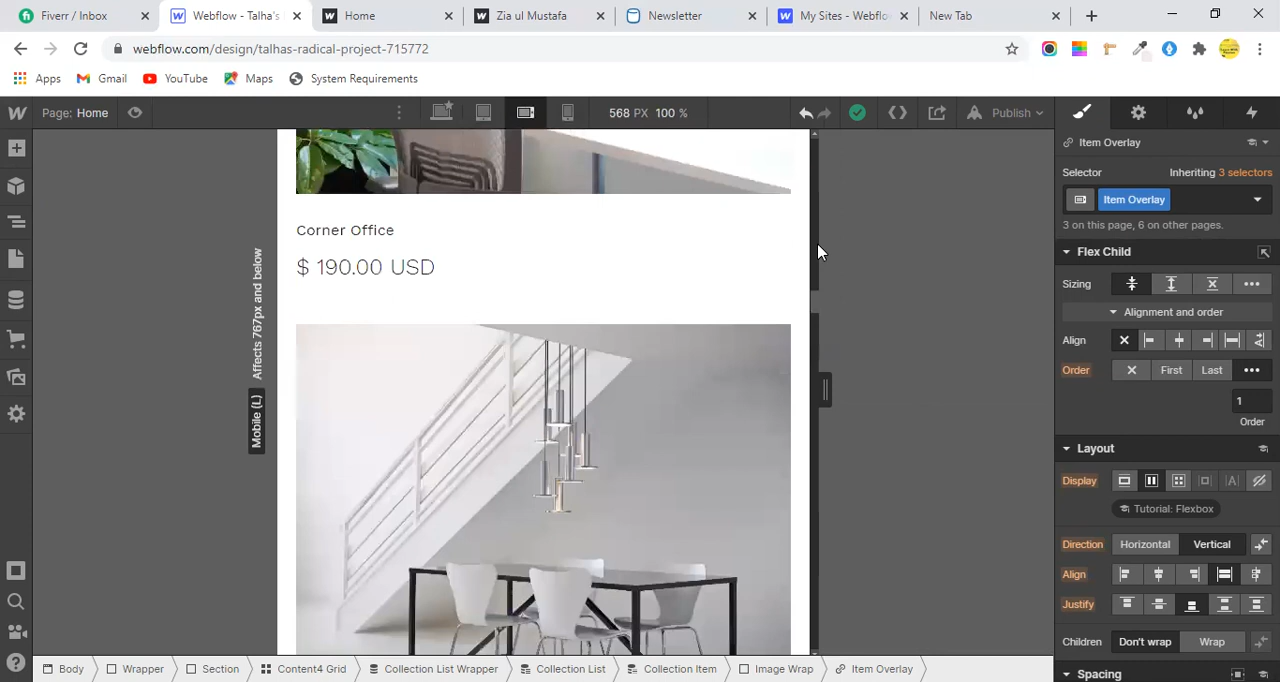 Fiverr / Inbox
Webflow - Talha's
Home
Zia ul Mustafa
Newsletter
My Sites - Webflo
New Tab
webflow.com/design/talhas-radical-project-715772
Apps
Gmail
YouTube
Maps
System Requirements
Page: Home
568 PX 100 %
Publish
Item Overlay
Selector
Inheriting 3 selectors
Item Overlay
3 on this page, 6 on other pages.
Flex Child
Sizing
Alignment and order
Align
Order
First
Last
1
Order
Layout
Display
Tutorial: Flexbox
Direction
Horizontal
Vertical
Align
Justify
Children
Don't wrap
Wrap
Spacing
Affects 767px and below
Mobile (L)
Corner Office
$ 190.00 USD
Body
Wrapper
Section
Content4 Grid
Collection List Wrapper
Collection List
Collection Item
Image Wrap
Item Overlay